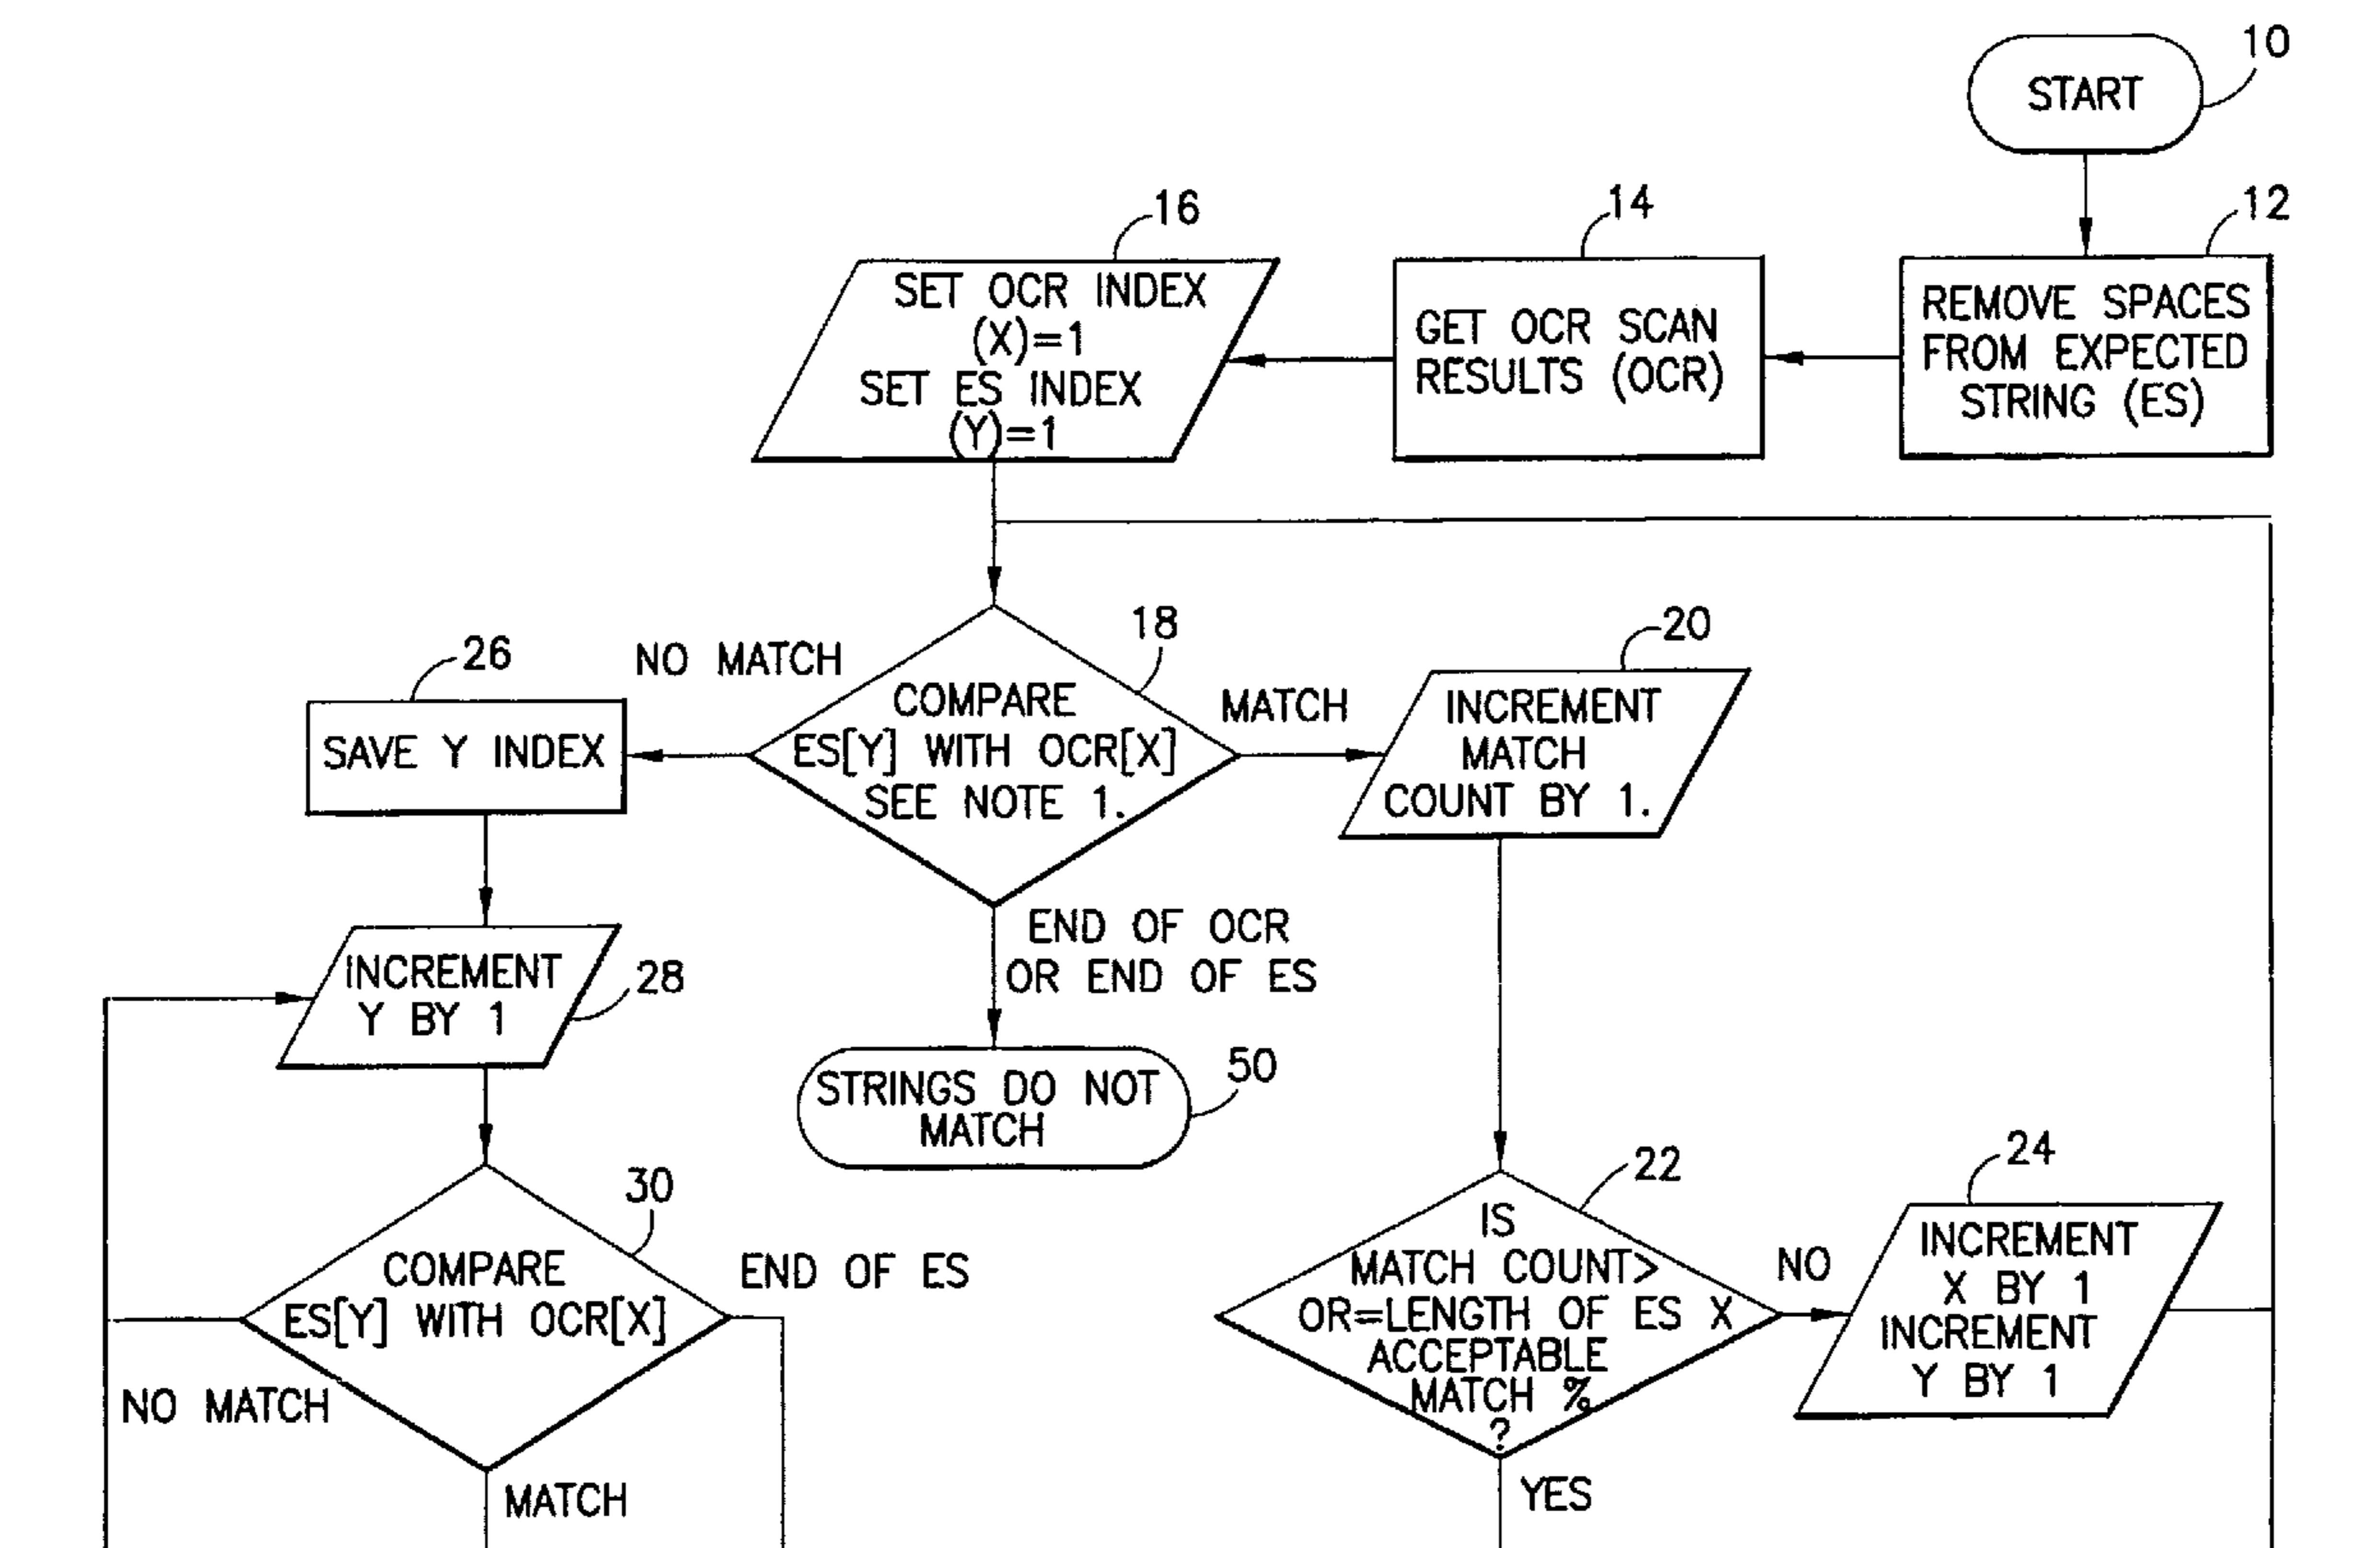 10
START
12
REMOVE SPACES
FROM EXPECTED
STRING (ES)
14
GET OCR SCAN
RESULTS (OCR)
16
SET OCR INDEX
(X)=1
SET ES INDEX
(Y)=1
18
COMPARE
ES[Y] WITH OCR[X]
SEE NOTE 1.
NO MATCH
MATCH
20
INCREMENT
MATCH
COUNT BY 1.
26
SAVE Y INDEX
END OF OCR
OR END OF ES
28
INCREMENT
Y BY 1
50
STRINGS DO NOT
MATCH
22
IS
MATCH COUNT>
OR=LENGTH OF ES X
ACCEPTABLE
MATCH %
?
NO
YES
24
INCREMENT
X BY 1
INCREMENT
Y BY 1
30
COMPARE
ES[Y] WITH OCR[X]
END OF ES
NO MATCH
MATCH